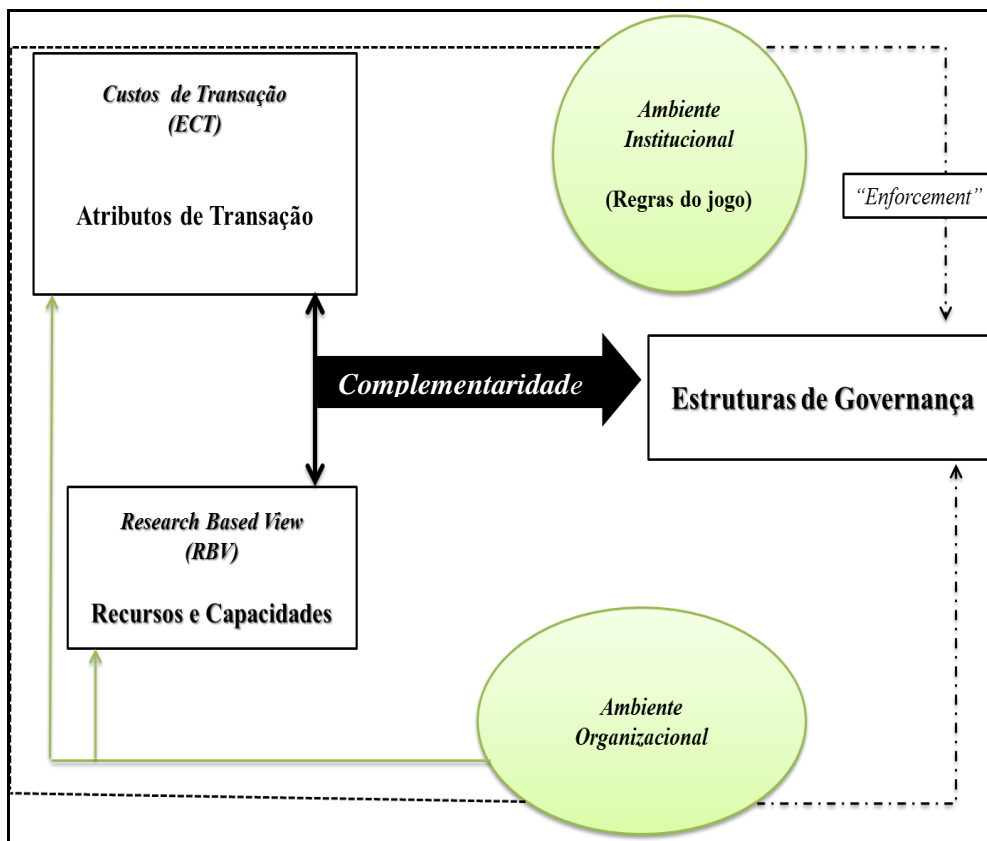 Custos de Transação
(ECT)
Atributos de Transação
Ambiente
Institucional
(Regras do jogo)
“Enforcement”
Complementaridade
Estruturas de Governança
Research Based View
(RBV)
Recursos e Capacidades
Ambiente
Organizacional